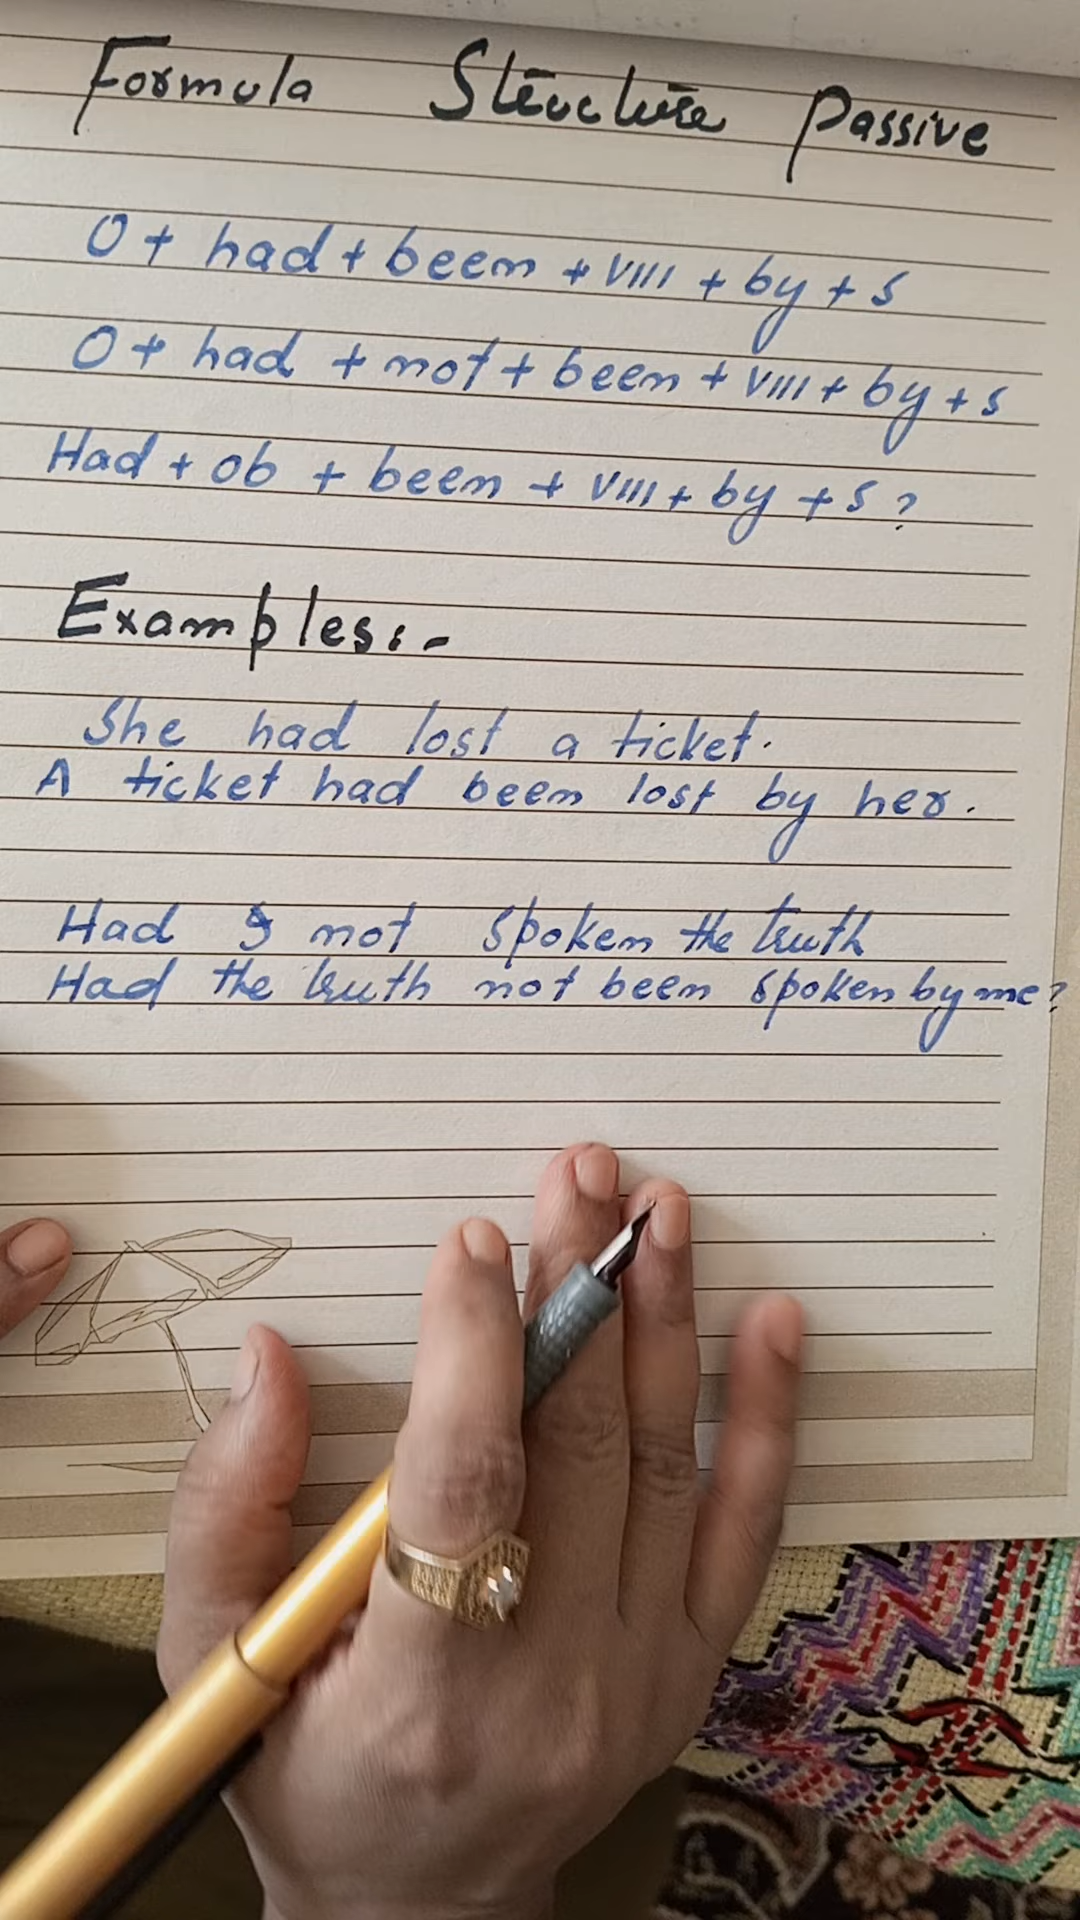 Formula Structure Passive
O + had + been + VIII + by + s
O + had + not + been + VIII + by + s
Had + ob + been + VIII + by + s ?
Examples:-
She had lost a ticket.
A ticket had been lost by her.
Had I not spoken the truth
Had the truth not been spoken by me?